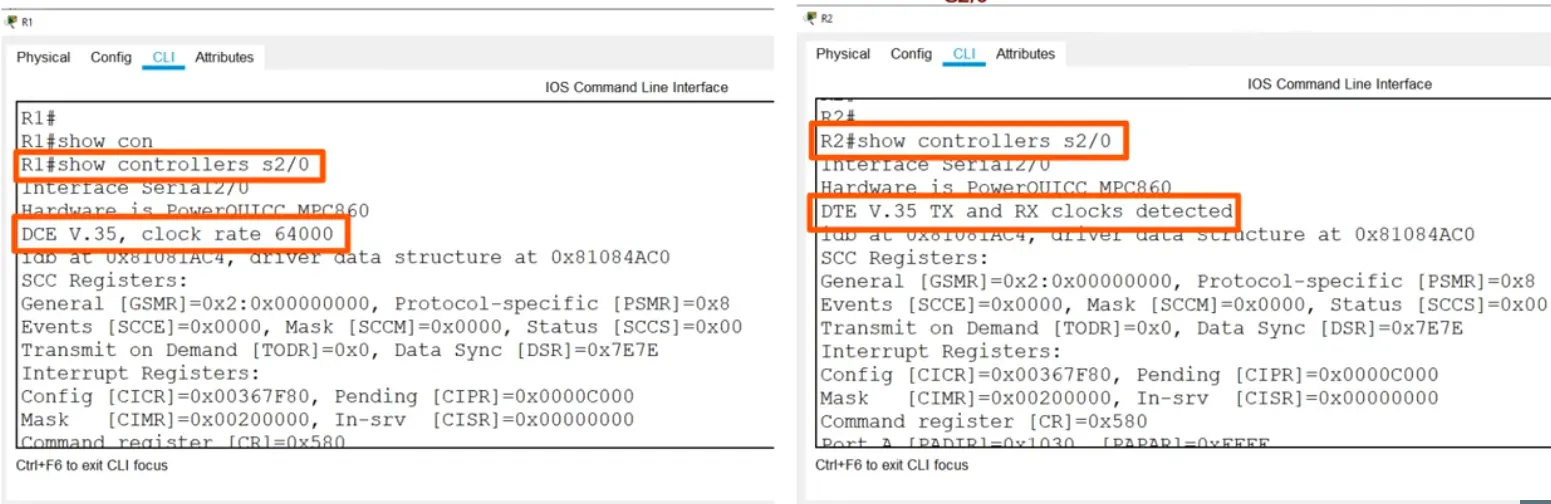 R1
Physical Config CLI Attributes
IOS Command Line Interface
R1#
R1#show con
R1#show controllers s2/0
Interface Serial2/0
Hardware is PowerQUICC MPC860
DCE V.35, clock rate 64000
idb at 0x81081AC4, driver data structure at 0x81084AC0
SCC Registers:
General [GSMR]=0x2:0x00000000, Protocol-specific [PSMR]=0x8
Events [SCCE]=0x0000, Mask [SCCM]=0x0000, Status [SCCS]=0x00
Transmit on Demand [TODR]=0x0, Data Sync [DSR]=0x7E7E
Interrupt Registers:
Config [CICR]=0x00367F80, Pending [CIPR]=0x0000C000
Mask [CIMR]=0x00200000, In-srv [CISR]=0x00000000
Command register [CR]=0x580
Ctrl+F6 to exit CLI focus
S2/0
R2
Physical Config CLI Attributes
IOS Command Line Interface
R2#
R2#show controllers s2/0
Interface Serial2/0
Hardware is PowerQUICC MPC860
DTE V.35 TX and RX clocks detected
idb at 0x81081AC4, driver data structure at 0x81084AC0
SCC Registers:
General [GSMR]=0x2:0x00000000, Protocol-specific [PSMR]=0x8
Events [SCCE]=0x0000, Mask [SCCM]=0x0000, Status [SCCS]=0x00
Transmit on Demand [TODR]=0x0, Data Sync [DSR]=0x7E7E
Interrupt Registers:
Config [CICR]=0x00367F80, Pending [CIPR]=0x0000C000
Mask [CIMR]=0x00200000, In-srv [CISR]=0x00000000
Command register [CR]=0x580
Port A [PADIR]=0x1030, [PAPAR]=0xFFFF
Ctrl+F6 to exit CLI focus